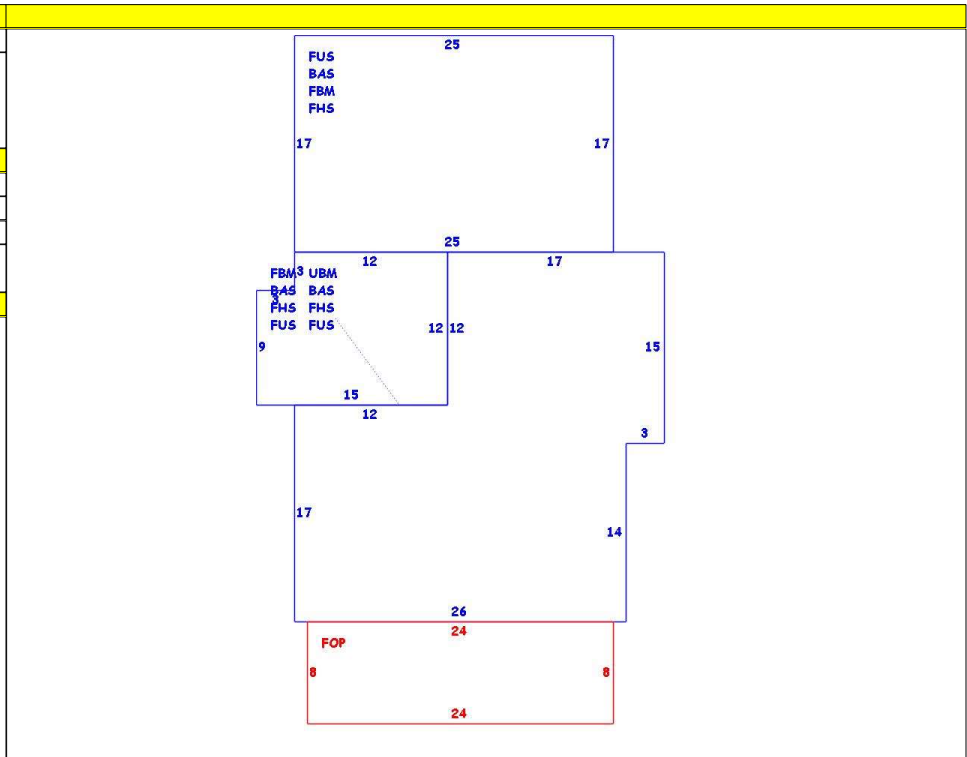 25
FUS
BAS
FBM
FHS
17 17
25
12 17
FBM 3 UBM
BAS BAS
3
FHS FHS
FUS FUS
12 12
9 15
15
12
3
17
14
26
24
FOP
8 8
24